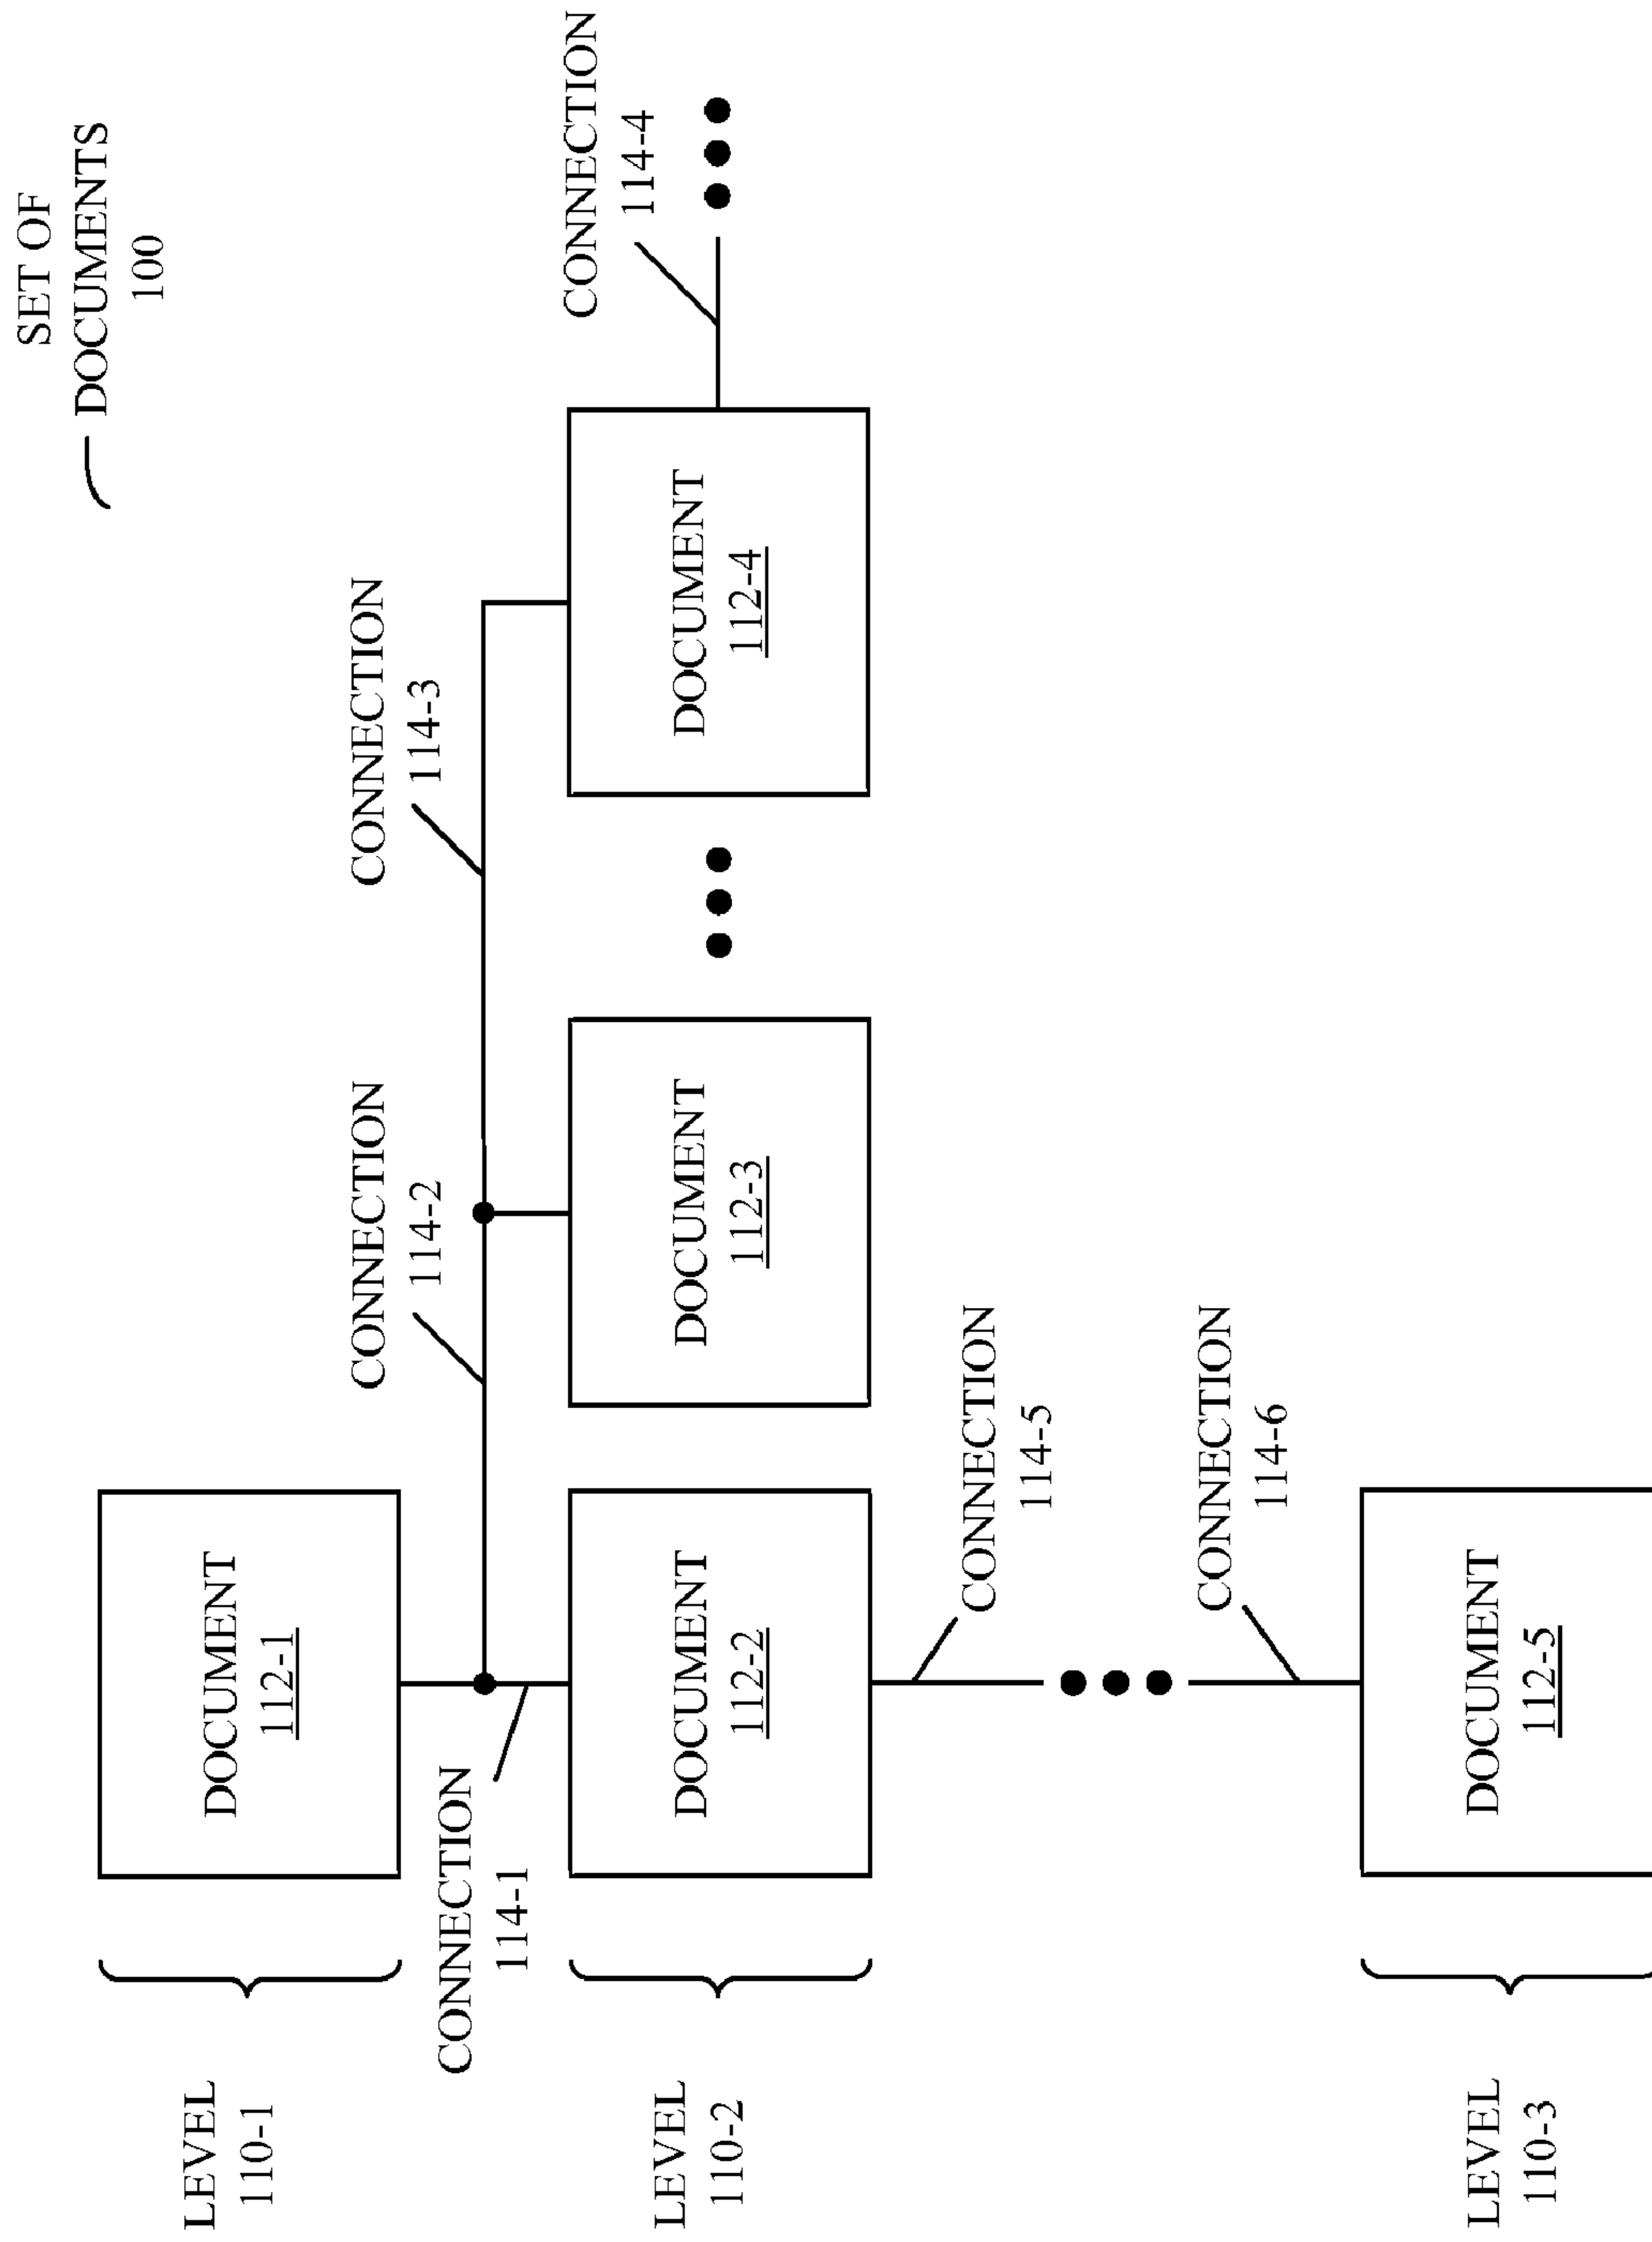 SET OF
DOCUMENTS
100
LEVEL
110-1
DOCUMENT
112-1
CONNECTION
114-1
CONNECTION
114-2
CONNECTION
114-3
LEVEL
110-2
DOCUMENT
112-2
DOCUMENT
112-3
DOCUMENT
112-4
CONNECTION
114-4
CONNECTION
114-5
CONNECTION
114-6
LEVEL
110-3
DOCUMENT
112-5